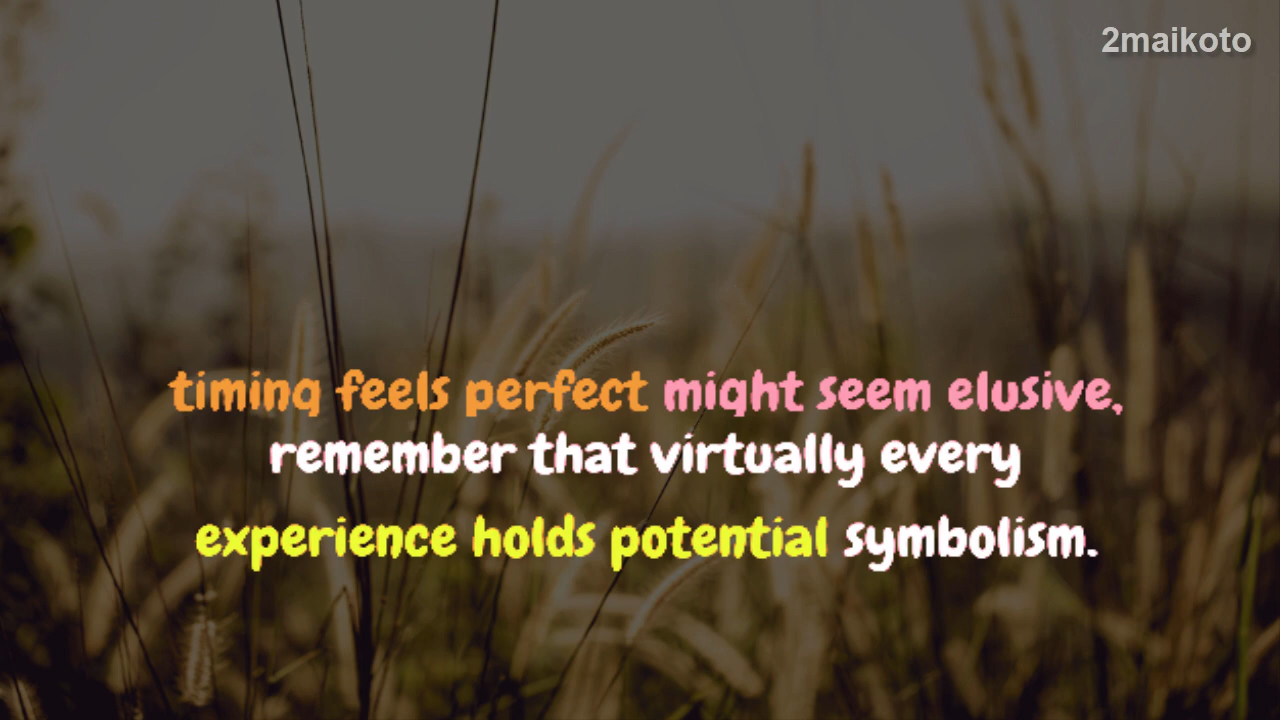 2maikoto
timing feels perfect might seem elusive,
remember that virtually every
experience holds potential symbolism.